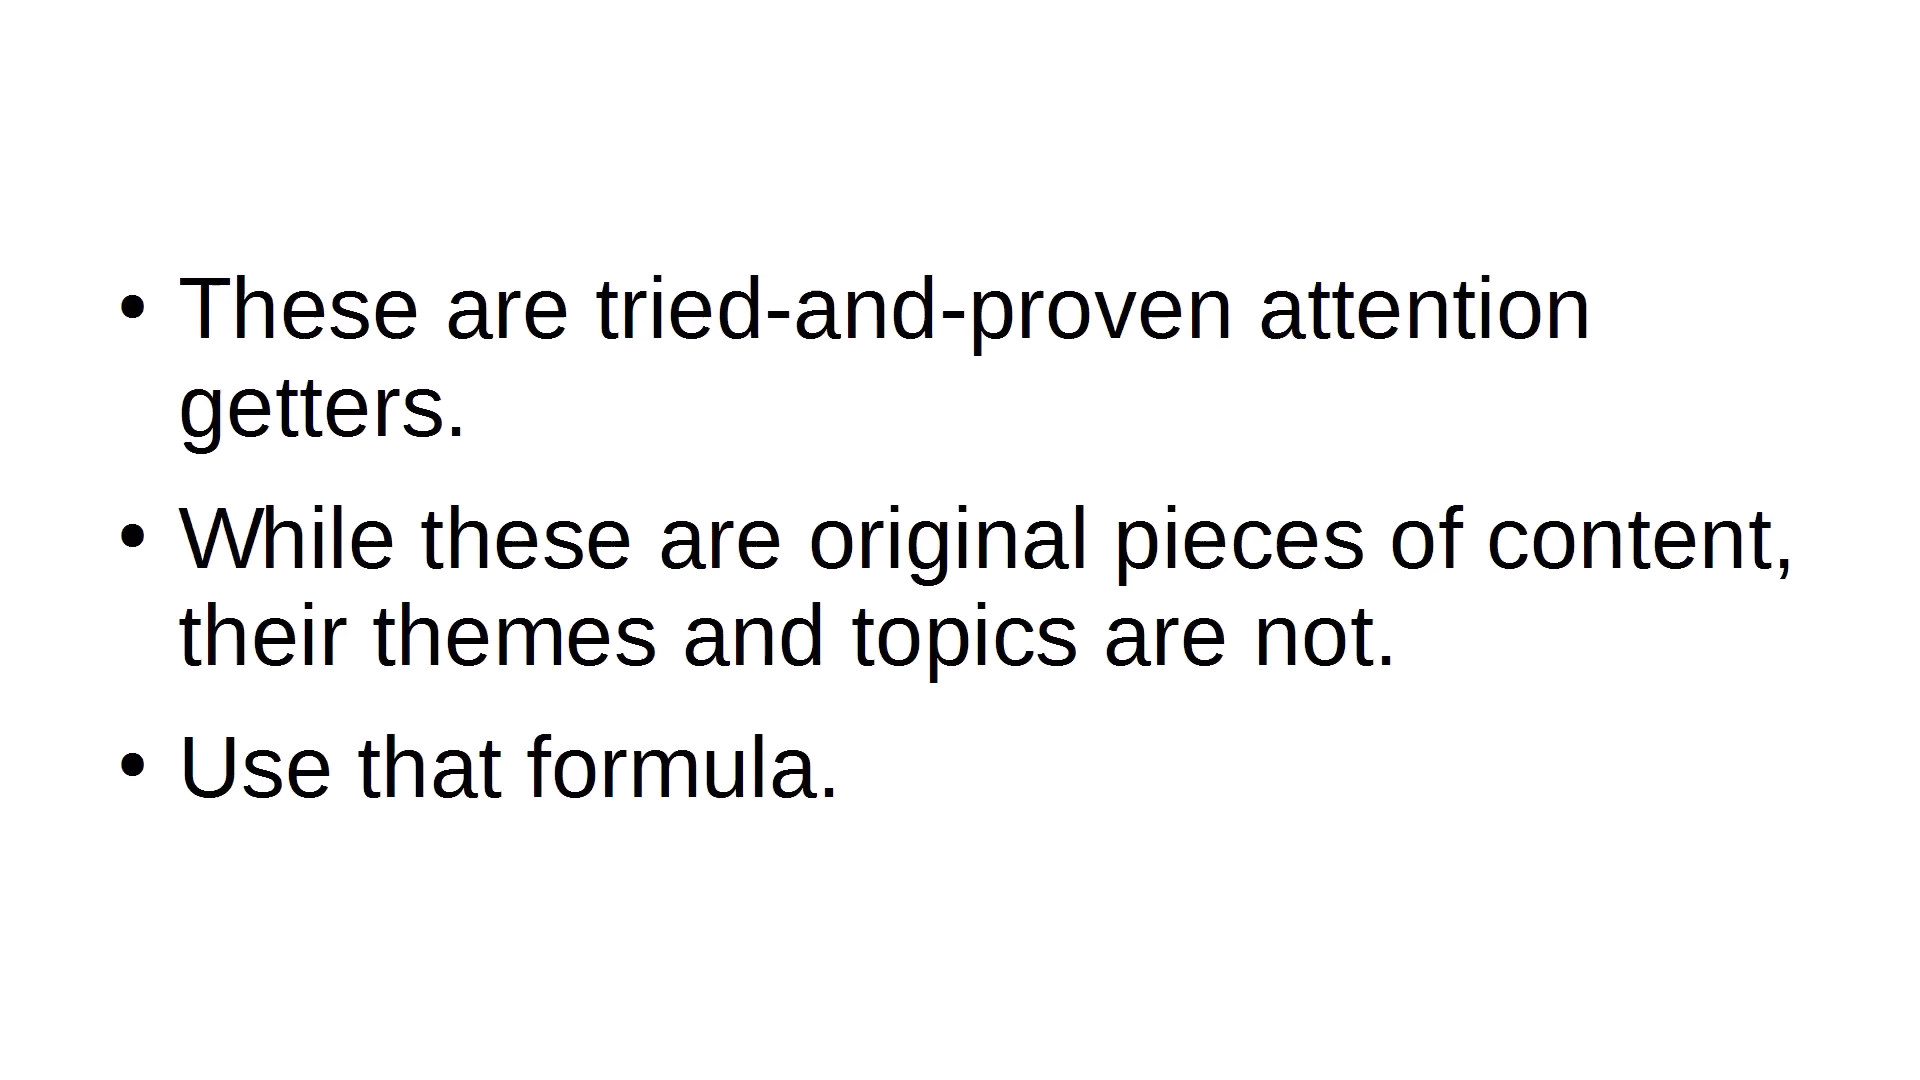 • These are tried-and-proven attention
getters.
• While these are original pieces of content,
their themes and topics are not.
• Use that formula.